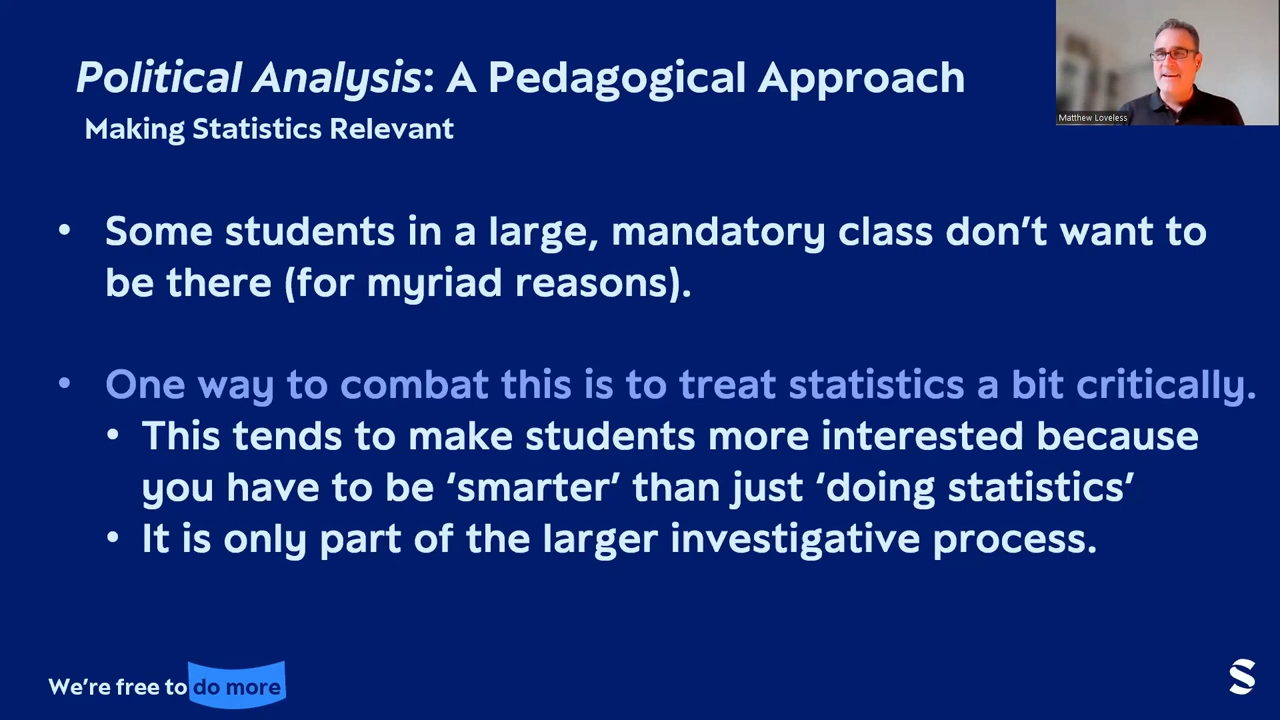 Political Analysis: A Pedagogical Approach
Making Statistics Relevant
Matthew Loveless
• Some students in a large, mandatory class don’t want to
be there (for myriad reasons).
• One way to combat this is to treat statistics a bit critically.
• This tends to make students more interested because
you have to be ‘smarter’ than just ‘doing statistics’
• It is only part of the larger investigative process.
We’re free to do more
S